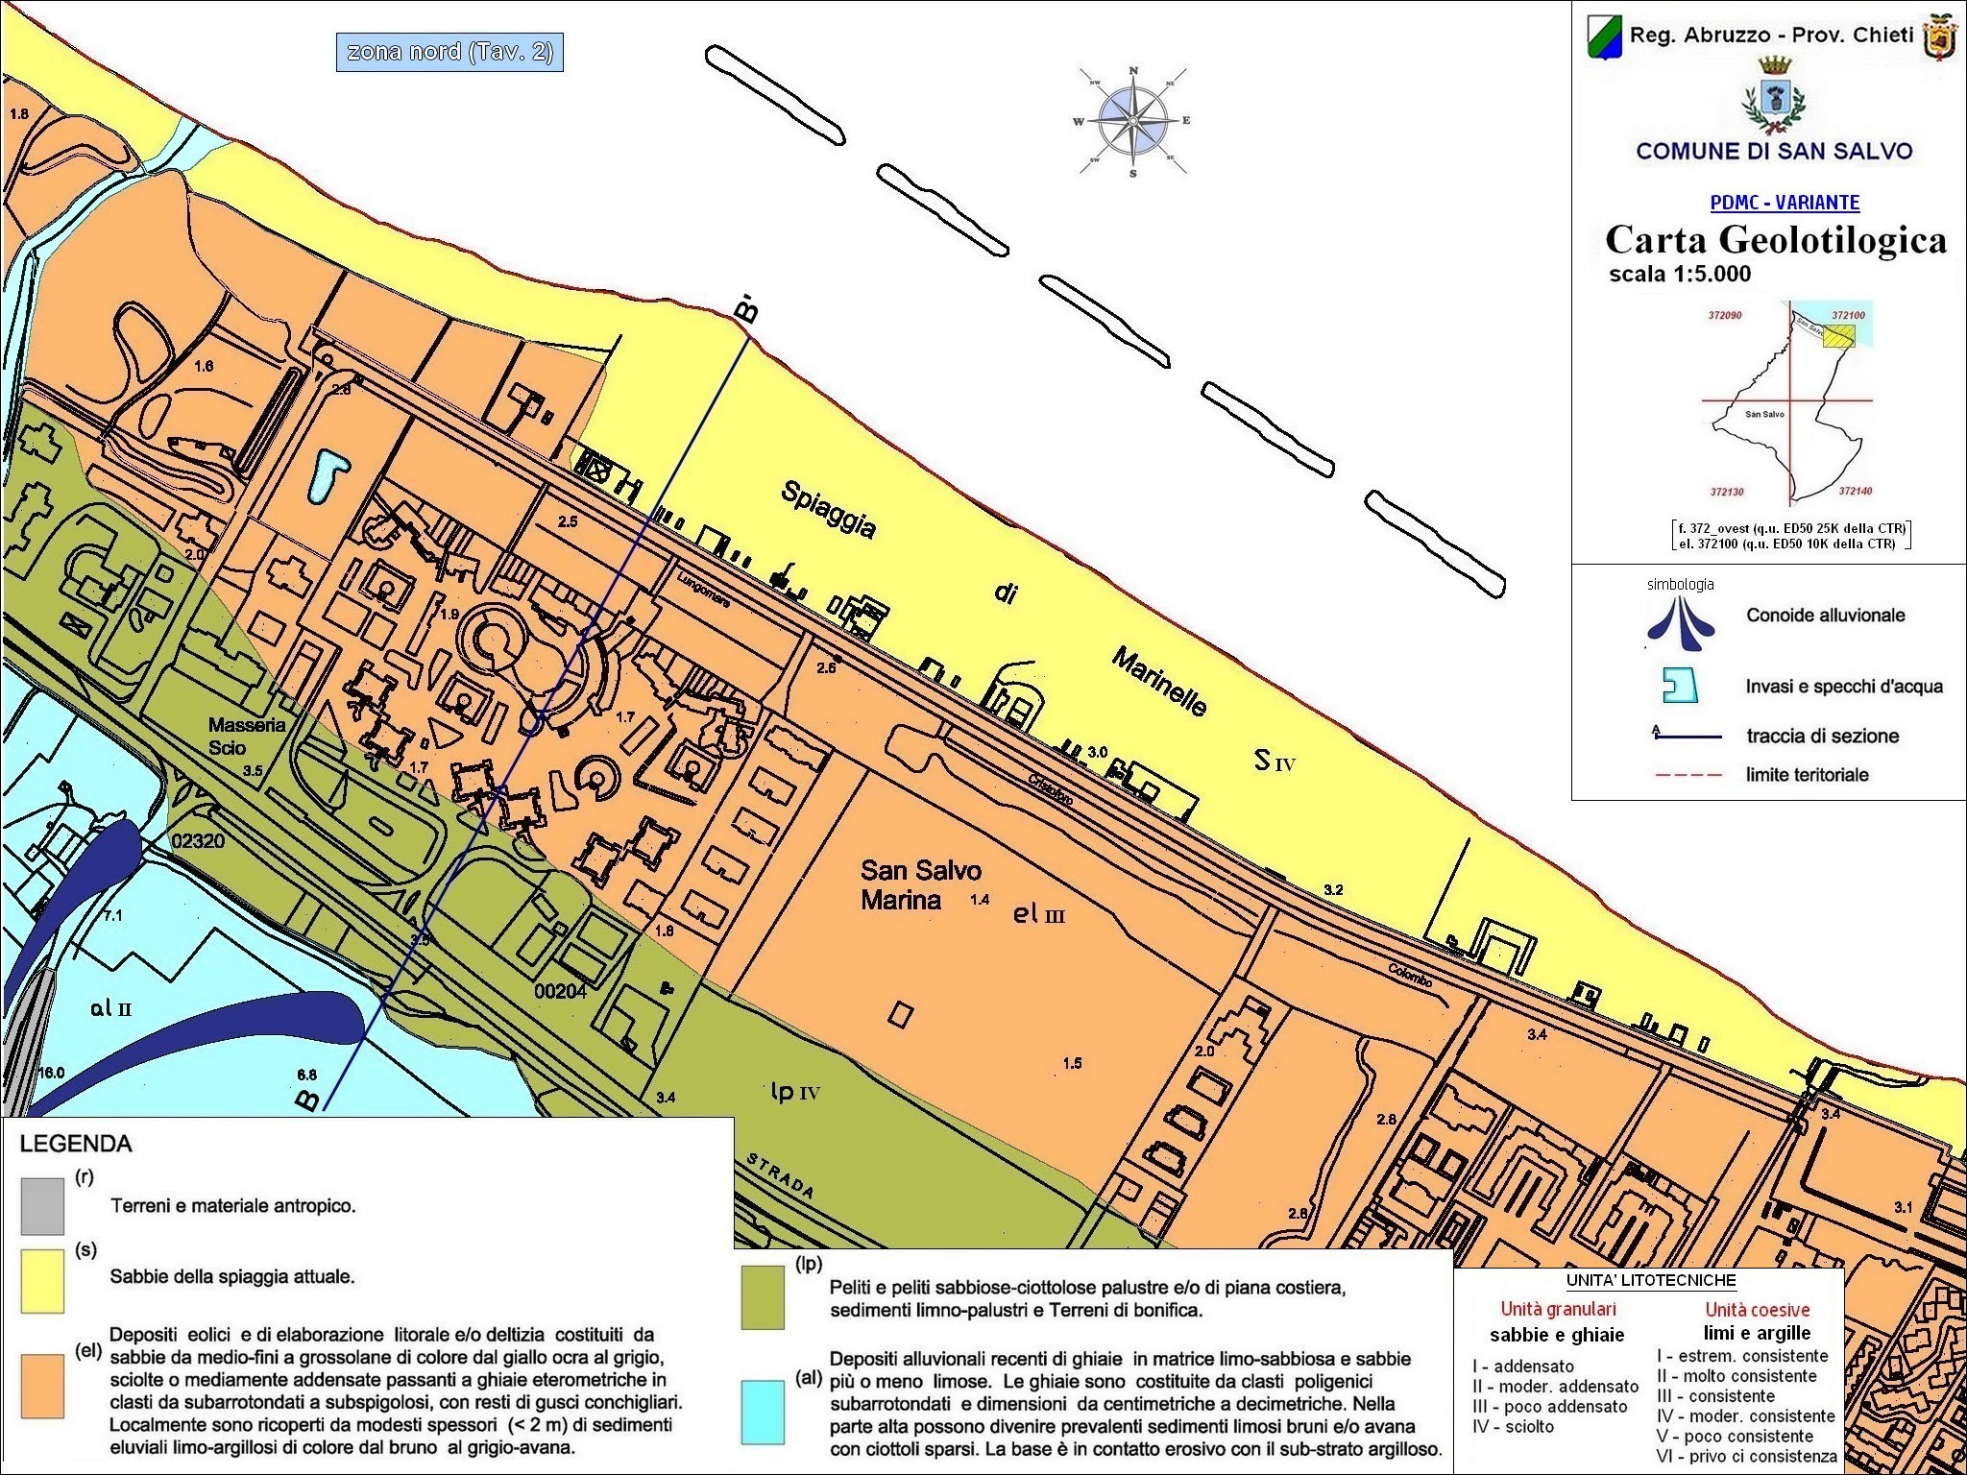 zona nord (Tav. 2)
N
NE
E
SE
S
SW
W
NW
Reg. Abruzzo - Prov. Chieti
COMUNE DI SAN SALVO
PDMC - VARIANTE
Carta Geolotilogica
scala 1:5.000
372090
372100
San Salvo
San Salvo
372130
372140
f. 372_ovest (q.u. ED50 25K della CTR)
el. 372100 (q.u. ED50 10K della CTR)
simbologia
Conoide alluvionale
Invasi e specchi d'acqua
A
traccia di sezione
limite teritoriale
1.8
B'
1.6
2.8
2.5
2.0
Spiaggia
di
Marinelle
S IV
Lungomare
1.9
2.6
1.7
3.0
Cristoforo
Masseria
Scio
3.5
1.7
02320
San Salvo
Marina
1.4
el III
3.2
7.1
3.5
1.8
Colombo
00204
al II
3.4
16.0
6.8
B
lp IV
3.4
1.5
2.0
2.8
3.4
3.1
2.8
STRADA
LEGENDA
(r)
Terreni e materiale antropico.
(s)
Sabbie della spiaggia attuale.
(el)
Depositi eolici e di elaborazione litorale e/o deltizia costituiti da
sabbie da medio-fini a grossolane di colore dal giallo ocra al grigio,
sciolte o mediamente addensate passanti a ghiaie eterometriche in
clasti da subarrotondati a subspigolosi, con resti di gusci conchigliari.
Localmente sono ricoperti da modesti spessori (< 2 m) di sedimenti
eluviali limo-argillosi di colore dal bruno al grigio-avana.
(lp)
Peliti e peliti sabbiose-ciottolose palustre e/o di piana costiera,
sedimenti limno-palustri e Terreni di bonifica.
(al)
Depositi alluvionali recenti di ghiaie in matrice limo-sabbiosa e sabbie
più o meno limose. Le ghiaie sono costituite da clasti poligenici
subarrotondati e dimensioni da centimetriche a decimetriche. Nella
parte alta possono divenire prevalenti sedimenti limosi bruni e/o avana
con ciottoli sparsi. La base è in contatto erosivo con il sub-strato argilloso.
UNITA' LITOTECNICHE
Unità granulari
sabbie e ghiaie
I - addensato
II - moder. addensato
III - poco addensato
IV - sciolto
Unità coesive
limi e argille
I - estrem. consistente
II - molto consistente
III - consistente
IV - moder. consistente
V - poco consistente
VI - privo ci consistenza